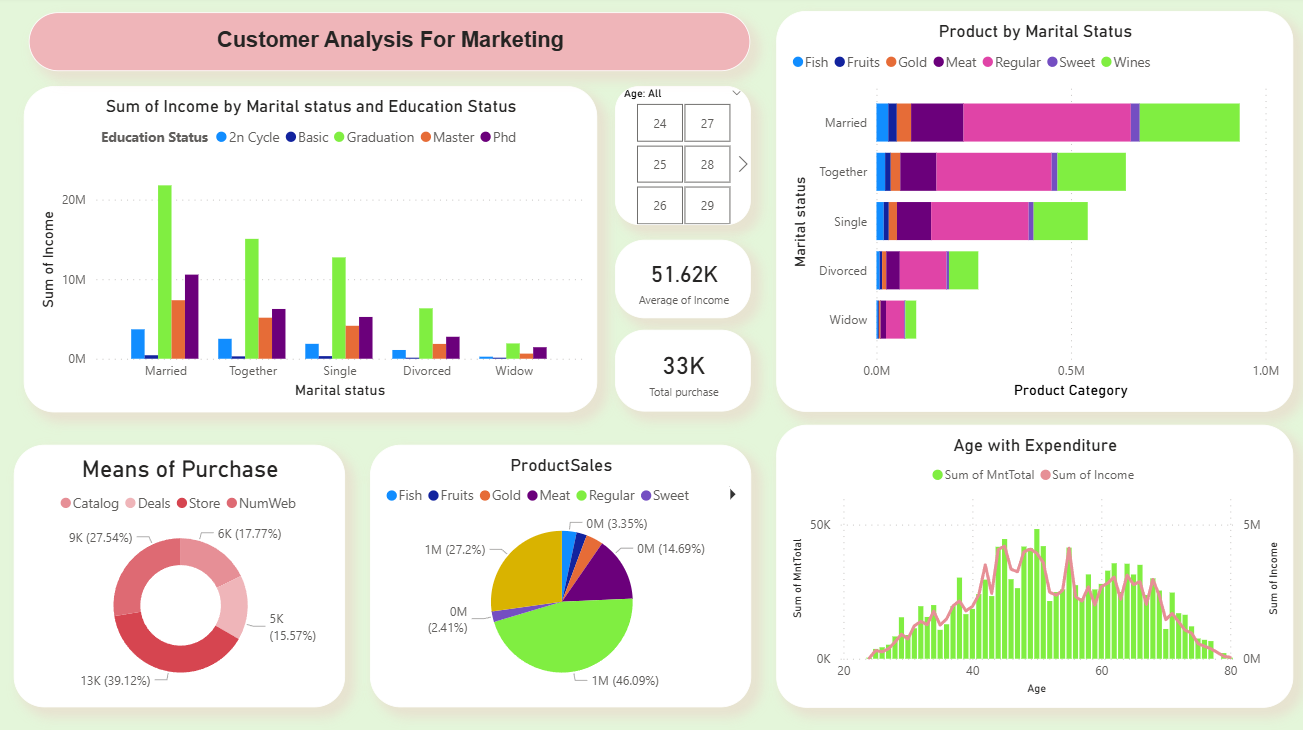 Customer Analysis For Marketing
Sum of Income by Marital status and Education Status
Education Status 2n Cycle Basic Graduation Master Phd
Sum of Income
20M
10M
0M
Married Together Single Divorced Widow
Marital status
Age: All
24 27
25 28
26 29
51.62K
Average of Income
33K
Total purchase
Product by Marital Status
Fish Fruits Gold Meat Regular Sweet Wines
Marital status
Married
Together
Single
Divorced
Widow
0.0M 0.5M 1.0M
Product Category
Means of Purchase
Catalog Deals Store NumWeb
9K (27.54%)
6K (17.77%)
5K
(15.57%)
13K (39.12%)
ProductSales
Fish Fruits Gold Meat Regular Sweet
0M (3.35%)
1M (27.2%)
0M (14.69%)
0M
(2.41%)
1M (46.09%)
Age with Expenditure
Sum of MntTotal Sum of Income
Sum of MntTotal
50K
0K
5M
0M
Sum of Income
20 40 60 80
Age